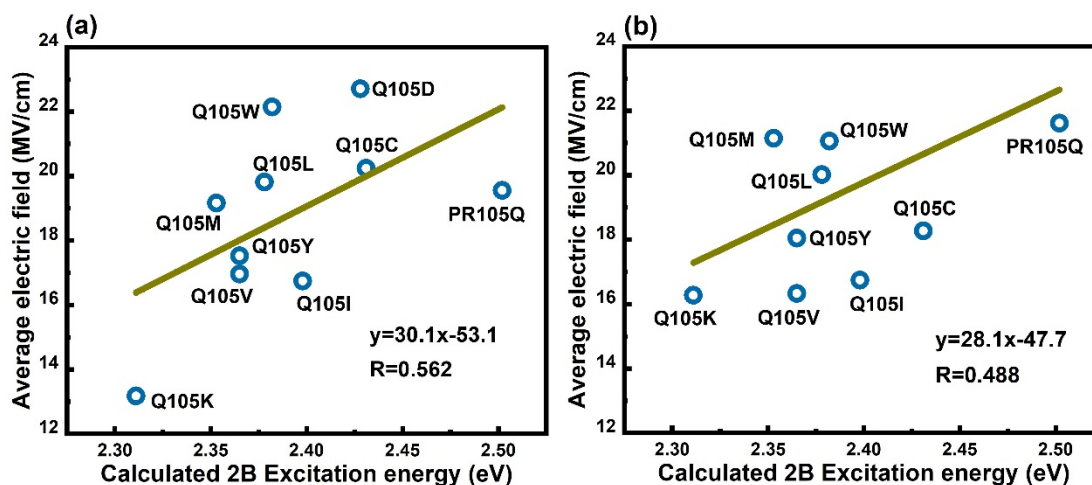 (a)
Average electric field (MV/cm)
24
22
20
18
16
14
12
Q105D
Q105W
Q105C
Q105L
PR105Q
Q105M
Q105Y
Q105V
Q105I
y=30.1x-53.1
R=0.562
Q105K
2.30
2.35
2.40
2.45
2.50
Calculated 2B Excitation energy (eV)
(b)
Average electric field (MV/cm)
24
22
20
18
16
14
12
Q105M
Q105W
PR105Q
Q105L
Q105C
Q105Y
Q105K
Q105V
Q105I
y=28.1x-47.7
R=0.488
2.30
2.35
2.40
2.45
2.50
Calculated 2B Excitation energy (eV)